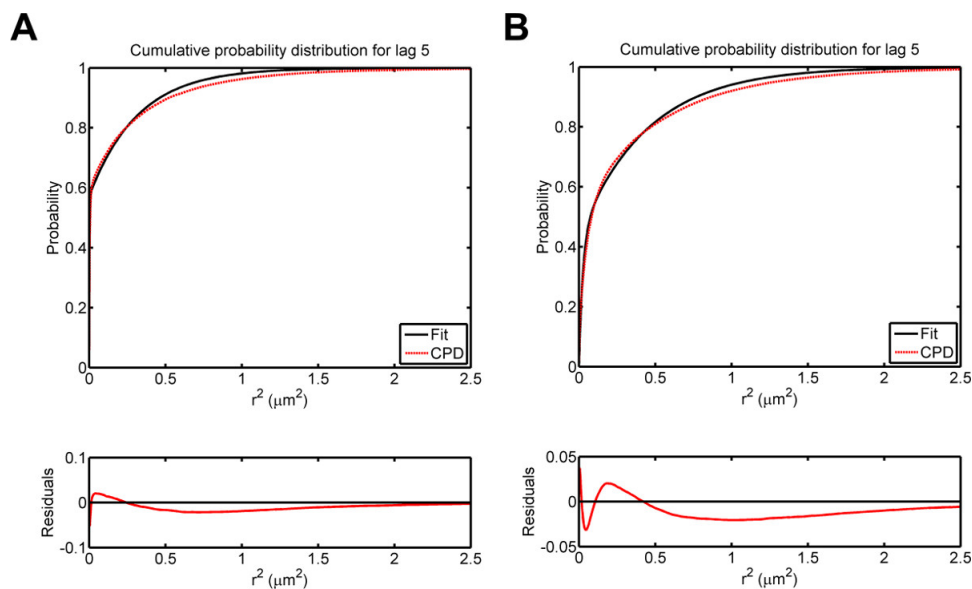 A
Cumulative probability distribution for lag 5
Probability
1
0.8
0.6
0.4
0.2
0
Fit
CPD
0 0.5 1 1.5 2 2.5
r² (μm²)
Residuals
0.1
0
-0.1
0 0.5 1 1.5 2 2.5
r² (μm²)
B
Cumulative probability distribution for lag 5
Probability
1
0.8
0.6
0.4
0.2
0
Fit
CPD
0 0.5 1 1.5 2 2.5
r² (μm²)
Residuals
0.05
0
-0.05
0 0.5 1 1.5 2 2.5
r² (μm²)